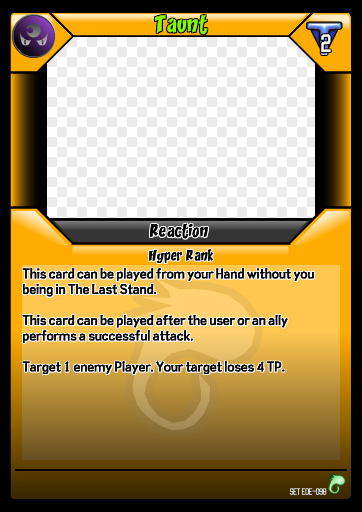 Taunt
2
Reaction
Hyper Rank
This card can be played from your Hand without you
being in The Last Stand.
This card can be played after the user or an ally
performs a successful attack.
Target 1 enemy Player. Your target loses 4 TP.
SET EOE-098